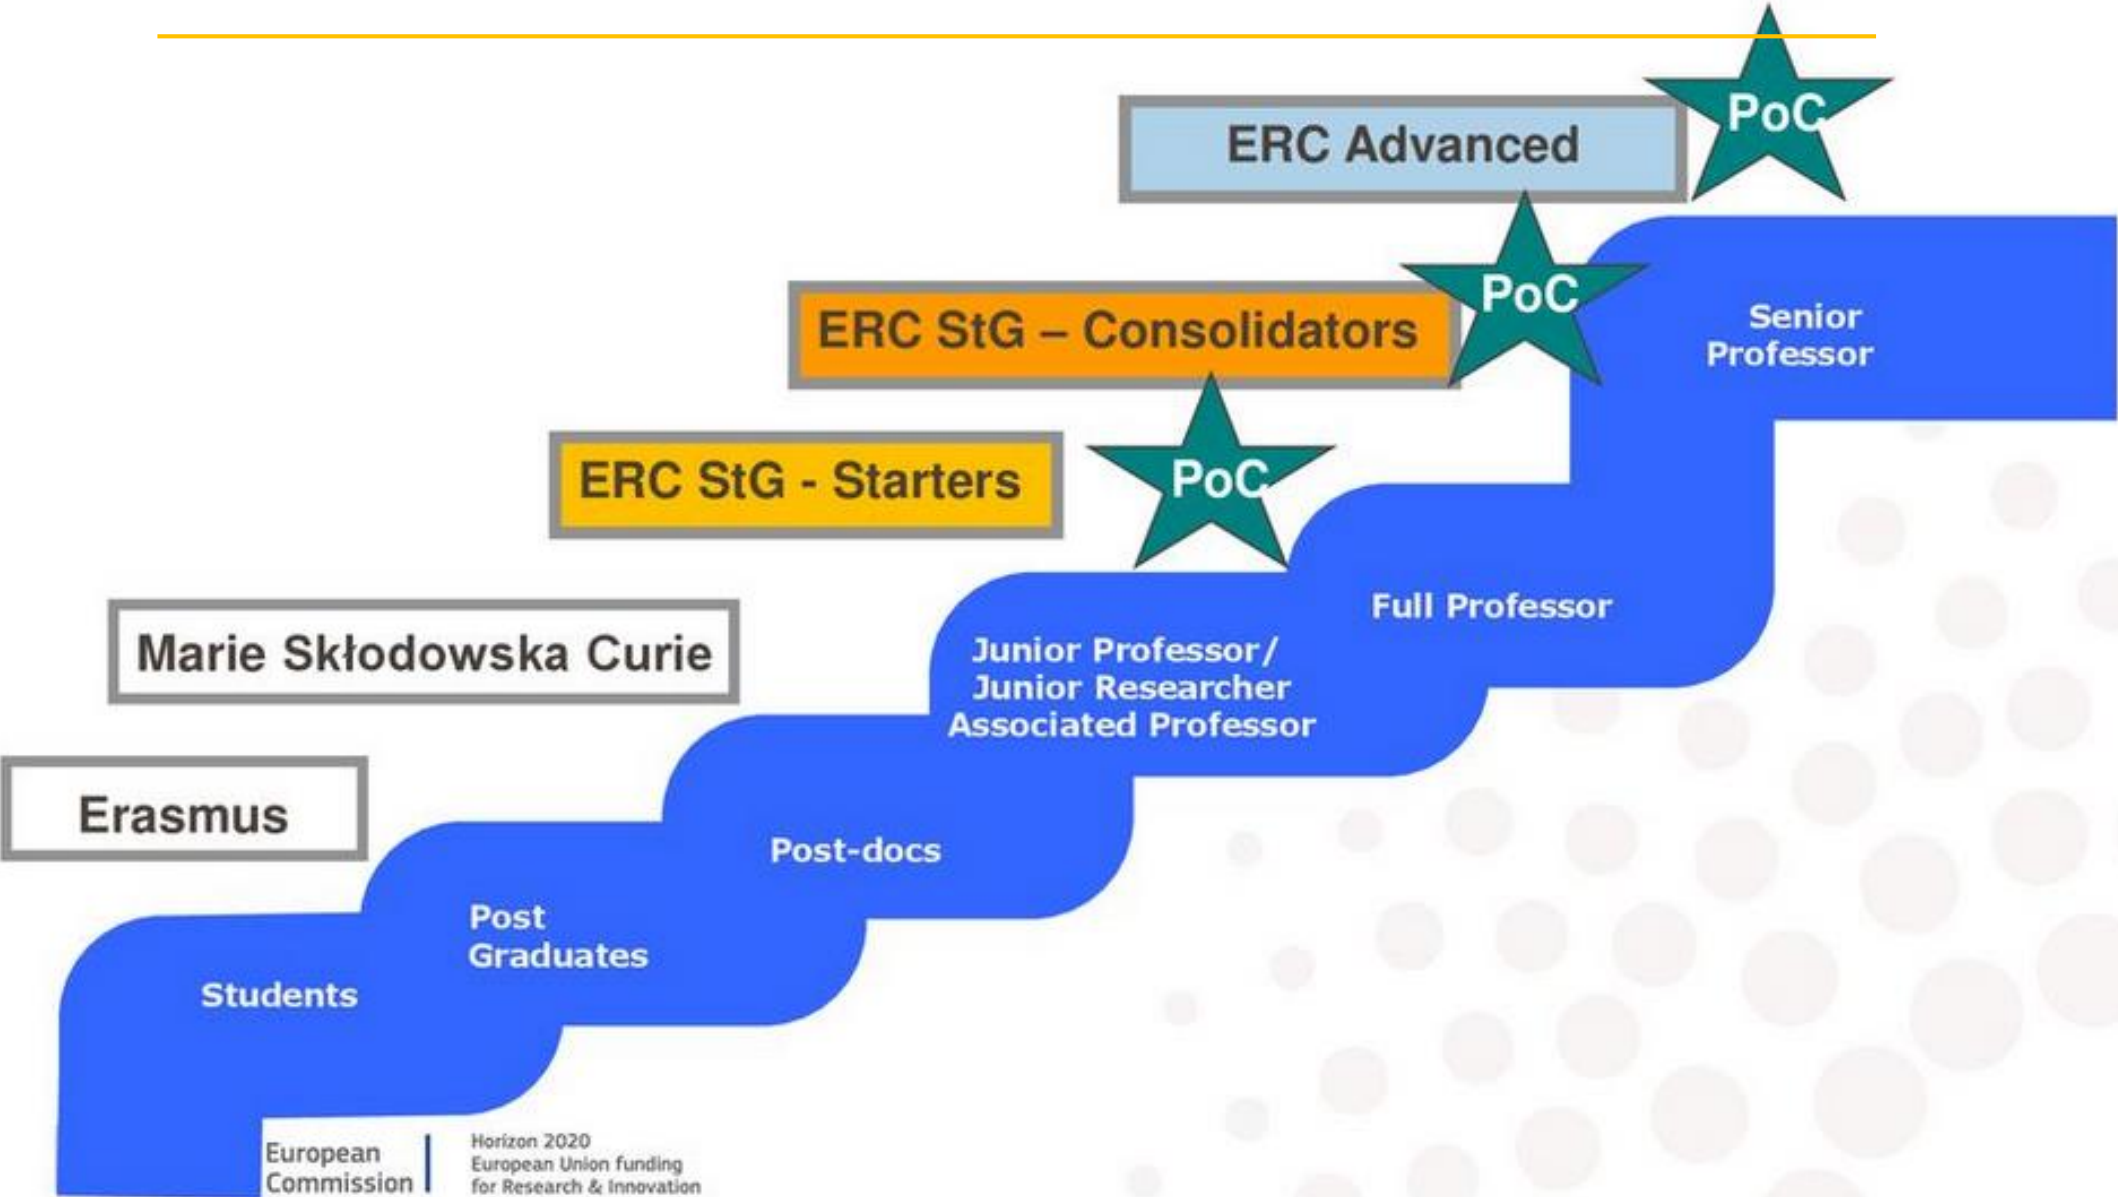 PoC
ERC Advanced
PoC
ERC StG – Consolidators
Senior
Professor
PoC
ERC StG - Starters
Full Professor
Marie Skłodowska Curie
Junior Professor/
Junior Researcher
Associated Professor
Erasmus
Post-docs
Post
Graduates
Students
European
Commission
Horizon 2020
European Union funding
for Research & Innovation